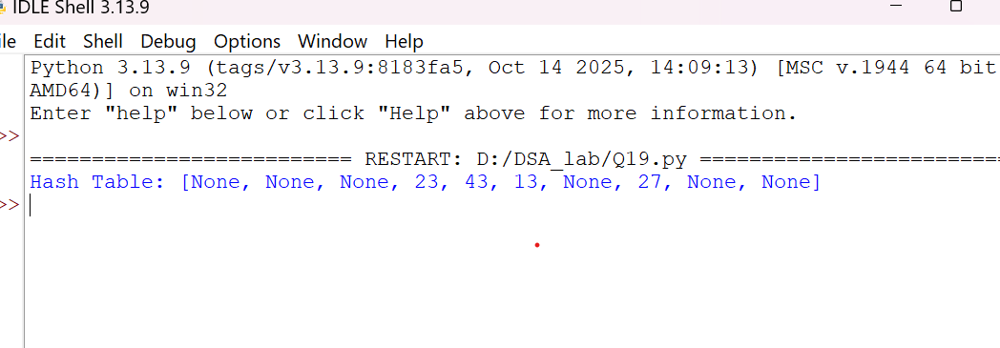 IDLE Shell 3.13.9
ile Edit Shell Debug Options Window Help
Python 3.13.9 (tags/v3.13.9:8183fa5, Oct 14 2025, 14:09:13) [MSC v.1944 64 bit
AMD64)] on win32
Enter "help" below or click "Help" above for more information.
>>
========================== RESTART: D:/DSA_lab/Q19.py =========================
Hash Table: [None, None, None, 23, 43, 13, None, 27, None, None]
>>